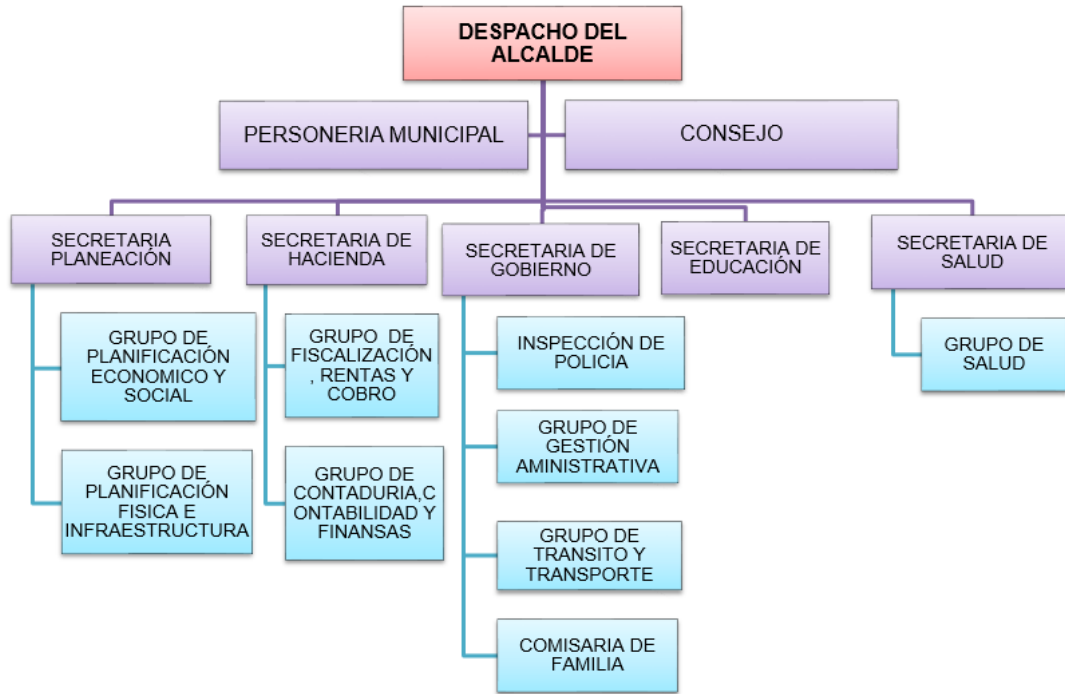 DESPACHO DEL
ALCALDE
PERSONERIA MUNICIPAL
CONSEJO
SECRETARIA
PLANEACIÓN
SECRETARIA DE
HACIENDA
SECRETARIA DE
GOBIERNO
SECRETARIA DE
EDUCACIÓN
SECRETARIA DE
SALUD
GRUPO DE
PLANIFICACIÓN
ECONOMICO Y
SOCIAL
GRUPO DE
PLANIFICACIÓN
FISICA E
INFRAESTRUCTURA
GRUPO DE
FISCALIZACIÓN
, RENTAS Y
COBRO
GRUPO DE
CONTADURIA,C
ONTABILIDAD Y
FINANSAS
INSPECCIÓN DE
POLICIA
GRUPO DE
GESTIÓN
AMINISTRATIVA
GRUPO DE
TRANSITO Y
TRANSPORTE
COMISARIA DE
FAMILIA
GRUPO DE
SALUD